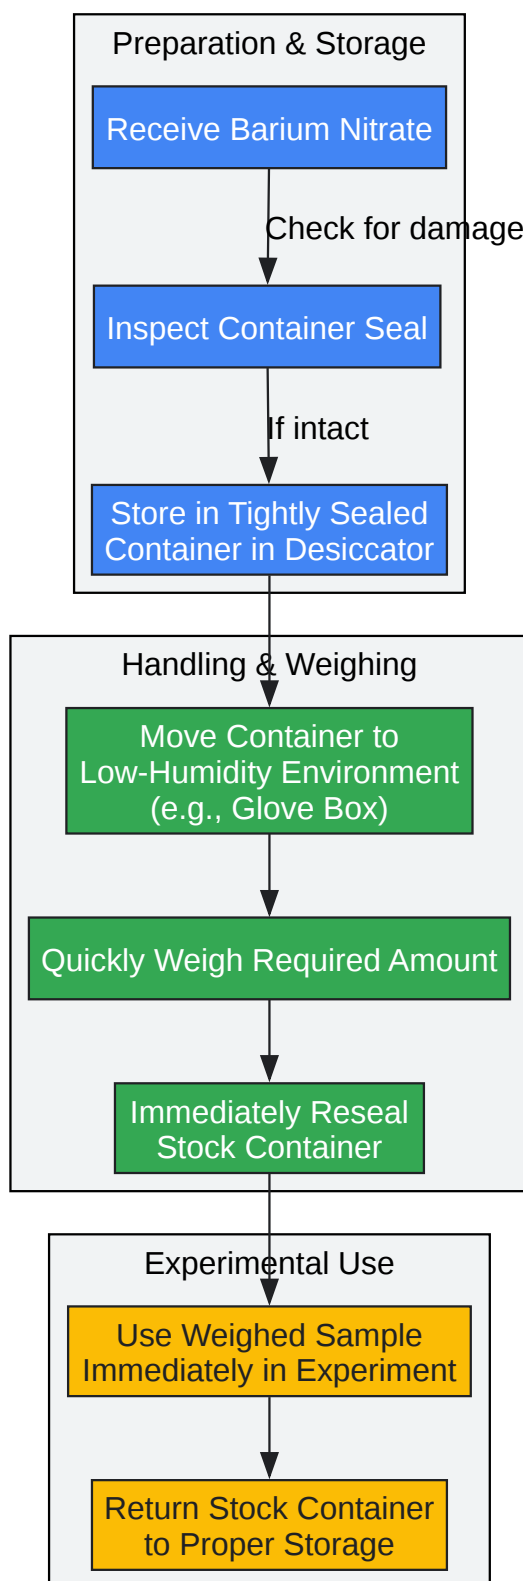 Preparation & Storage
Receive Barium Nitrate
Check for damage
Inspect Container Seal
If intact
Store in Tightly Sealed
Container in Desiccator
Handling & Weighing
Move Container to
Low-Humidity Environment
(e.g., Glove Box)
Quickly Weigh Required Amount
Immediately Reseal
Stock Container
Experimental Use
Use Weighed Sample
Immediately in Experiment
Return Stock Container
to Proper Storage